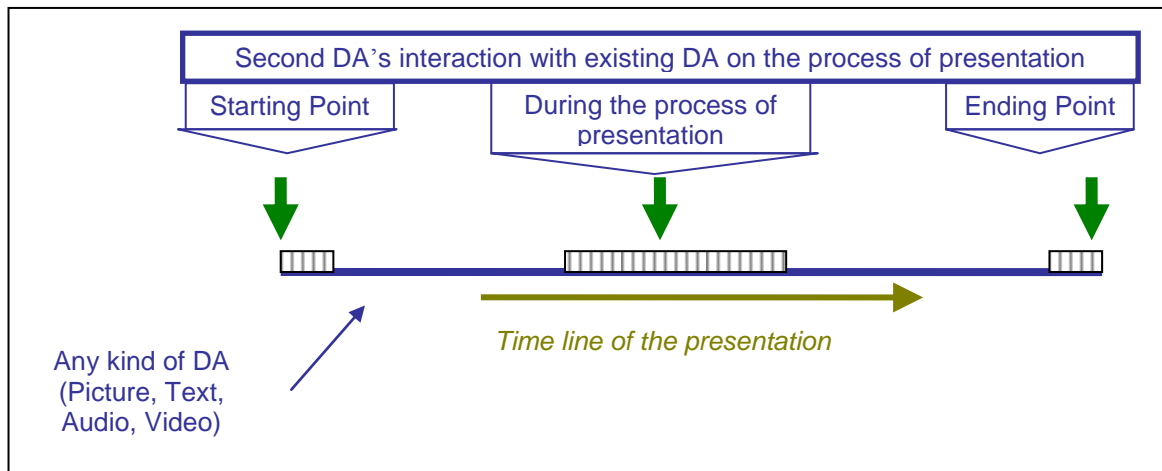 Second DA's interaction with existing DA on the process of presentation
Starting Point
During the process of
presentation
Ending Point
Time line of the presentation
Any kind of DA
(Picture, Text,
Audio, Video)